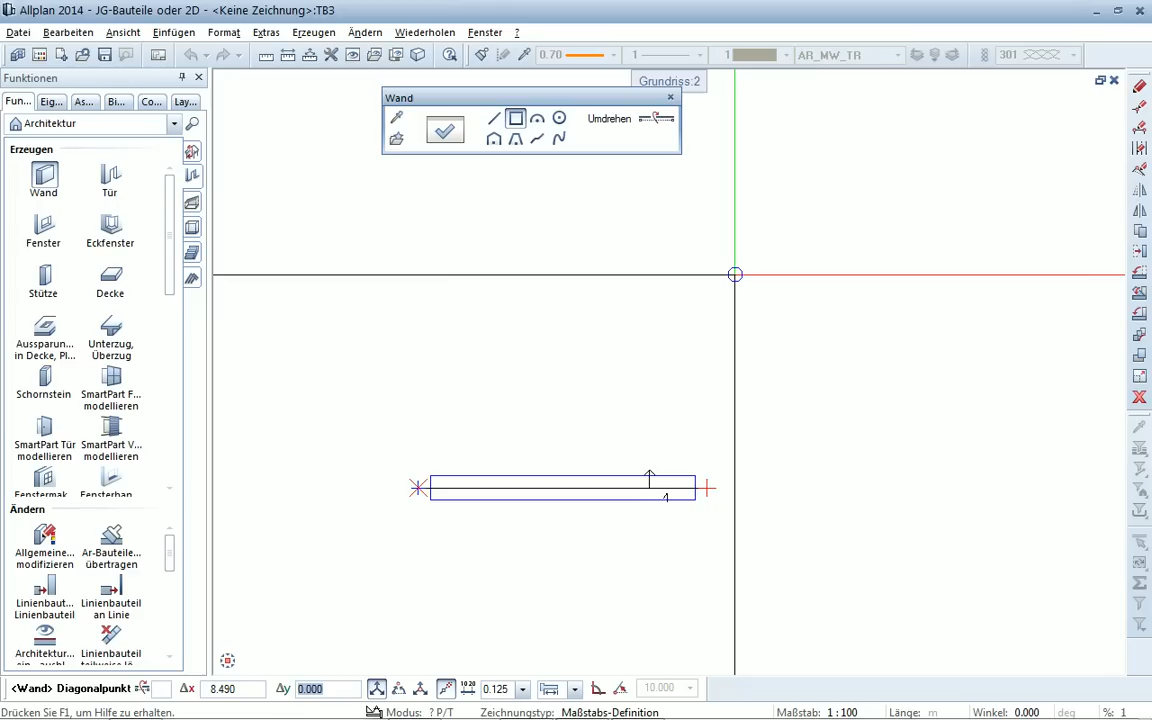 Allplan 2014 - JG-Bauteile oder 2D - <Keine Zeichnung>:TB3
Datei Bearbeiten Ansicht Einfügen Format Extras Erzeugen Ändern Wiederholen Fenster ?
0.70 1 1 AR_MW_TR 301
Funktionen
Fun... Eig... As... Bi... Co... Lay...
Architektur
Erzeugen
Wand Tür
Fenster Eckfenster
Stütze Decke
Aussparun... Unterzug,
in Decke, Pl... Überzug
Schornstein SmartPart F...
modellieren
SmartPart Tür SmartPart V...
modellieren modellieren
Fenstermak... Fensterban...
Ändern
Allgemeine... Ar-Bauteile...
modifizieren übertragen
Linienbaut... Linienbauteil
Linienbauteil an Linie
Architektur... Linienbauteil
Grundriss:2
Wand
Umdrehen
1
<Wand> Diagonalpunkt Δx 8.490 Δy 0.000 0.125 10.000
Drücken Sie F1, um Hilfe zu erhalten. Modus: ? P/T Zeichnungstyp: Maßstabs-Definition Maßstab: 1 : 100 Länge: m Winkel: 0.000 deg %: 1